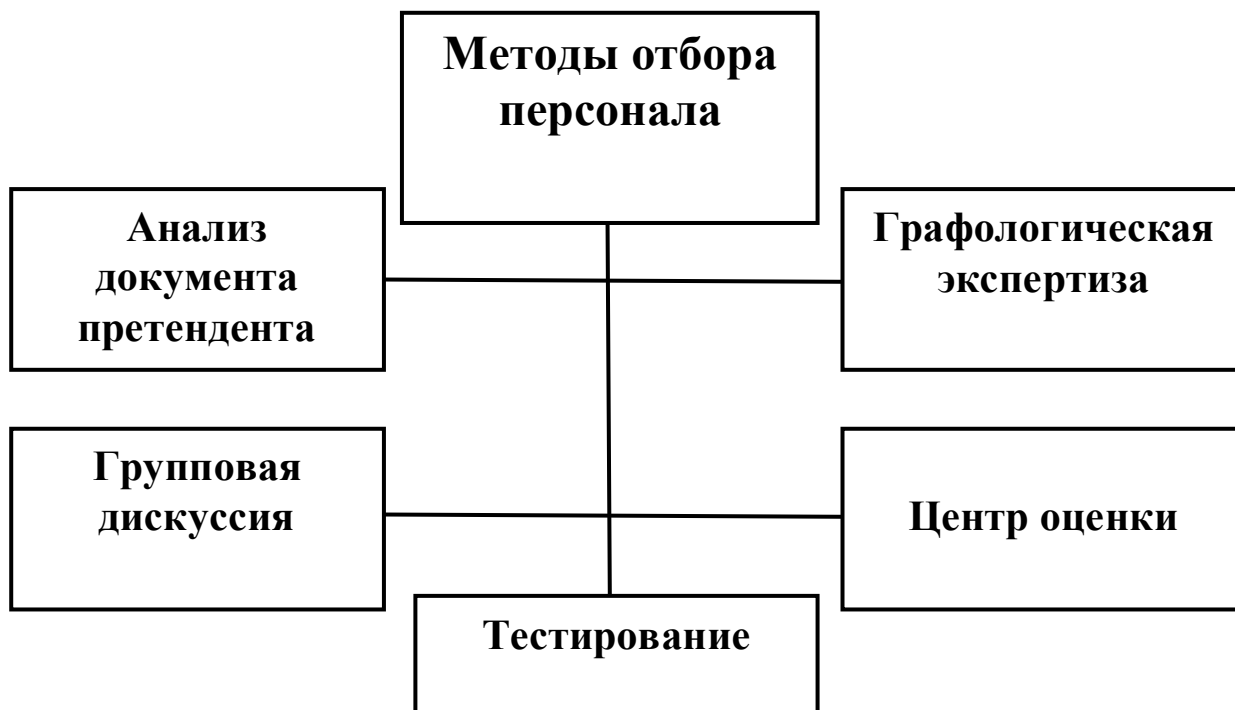 Методы отбора
персонала
Анализ
документа
претендента
Графологическая
экспертиза
Групповая
дискуссия
Центр оценки
Тестирование